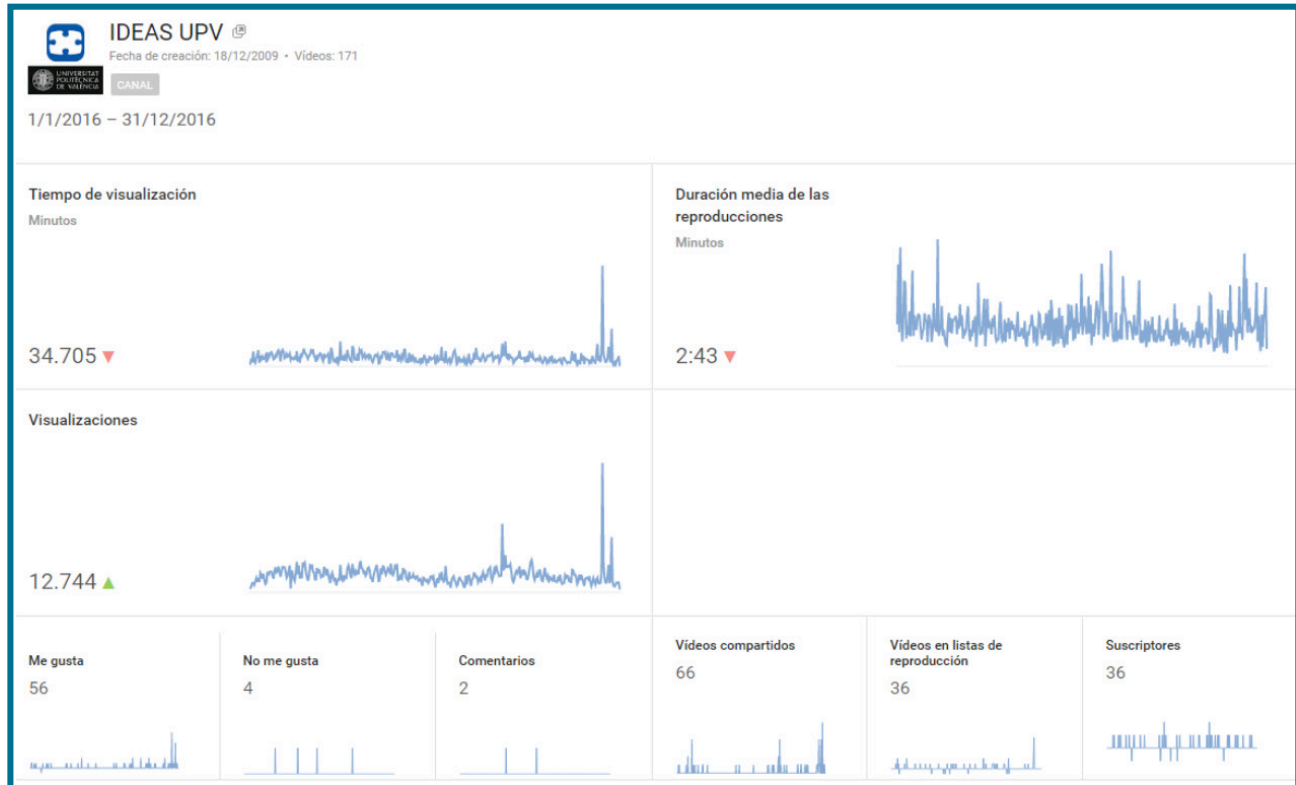 IDEAS UPV
Fecha de creación: 18/12/2009 • Vídeos: 171
UNIVERSITAT
POLITÈCNICA
DE VALÈNCIA
CANAL
1/1/2016 – 31/12/2016
Tiempo de visualización
Minutos
34.705
Duración media de las
reproducciones
Minutos
2:43
Visualizaciones
12.744
Me gusta
56
No me gusta
4
Comentarios
2
Vídeos compartidos
66
Vídeos en listas de
reproducción
36
Suscriptores
36